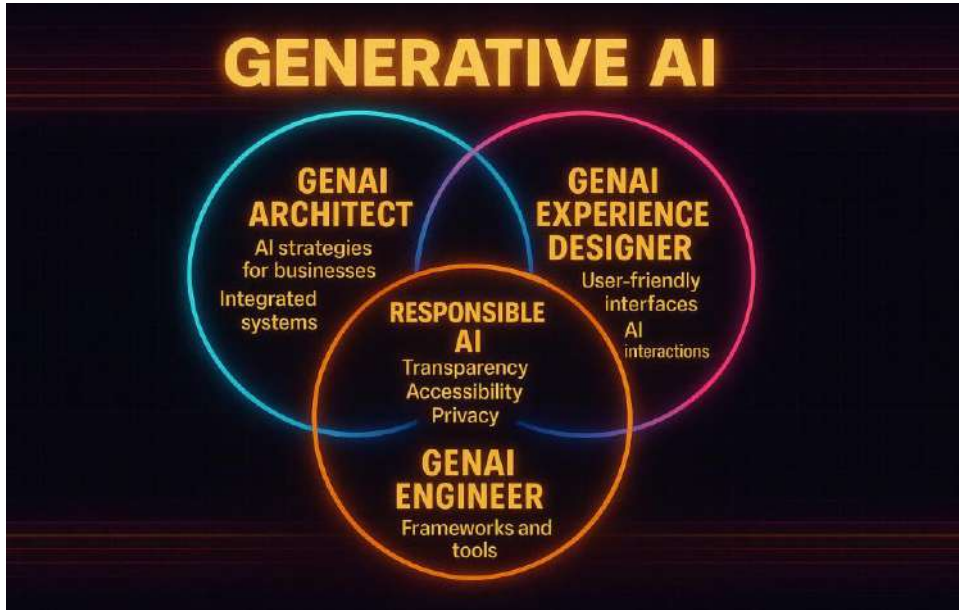 GENERATIVE AI
GENAI
ARCHITECT
AI strategies
for businesses
Integrated
systems
GENAI
EXPERIENCE
DESIGNER
User-friendly
interfaces
AI
interactions
RESPONSIBLE
AI
Transparency
Accessibility
Privacy
GENAI
ENGINEER
Frameworks and
tools